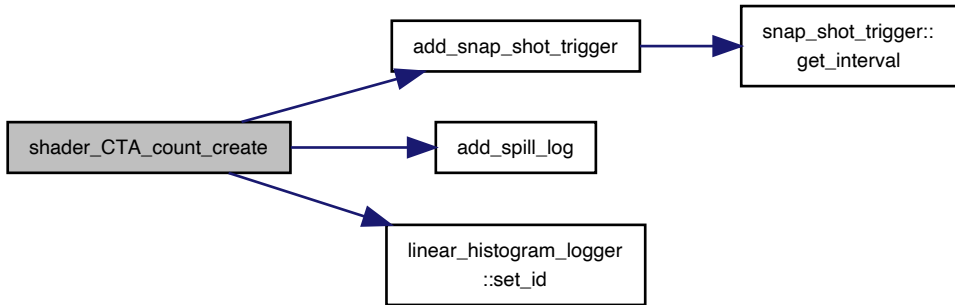 shader_CTA_count_create
add_snap_shot_trigger
snap_shot_trigger::
get_interval
add_spill_log
linear_histogram_logger
::set_id